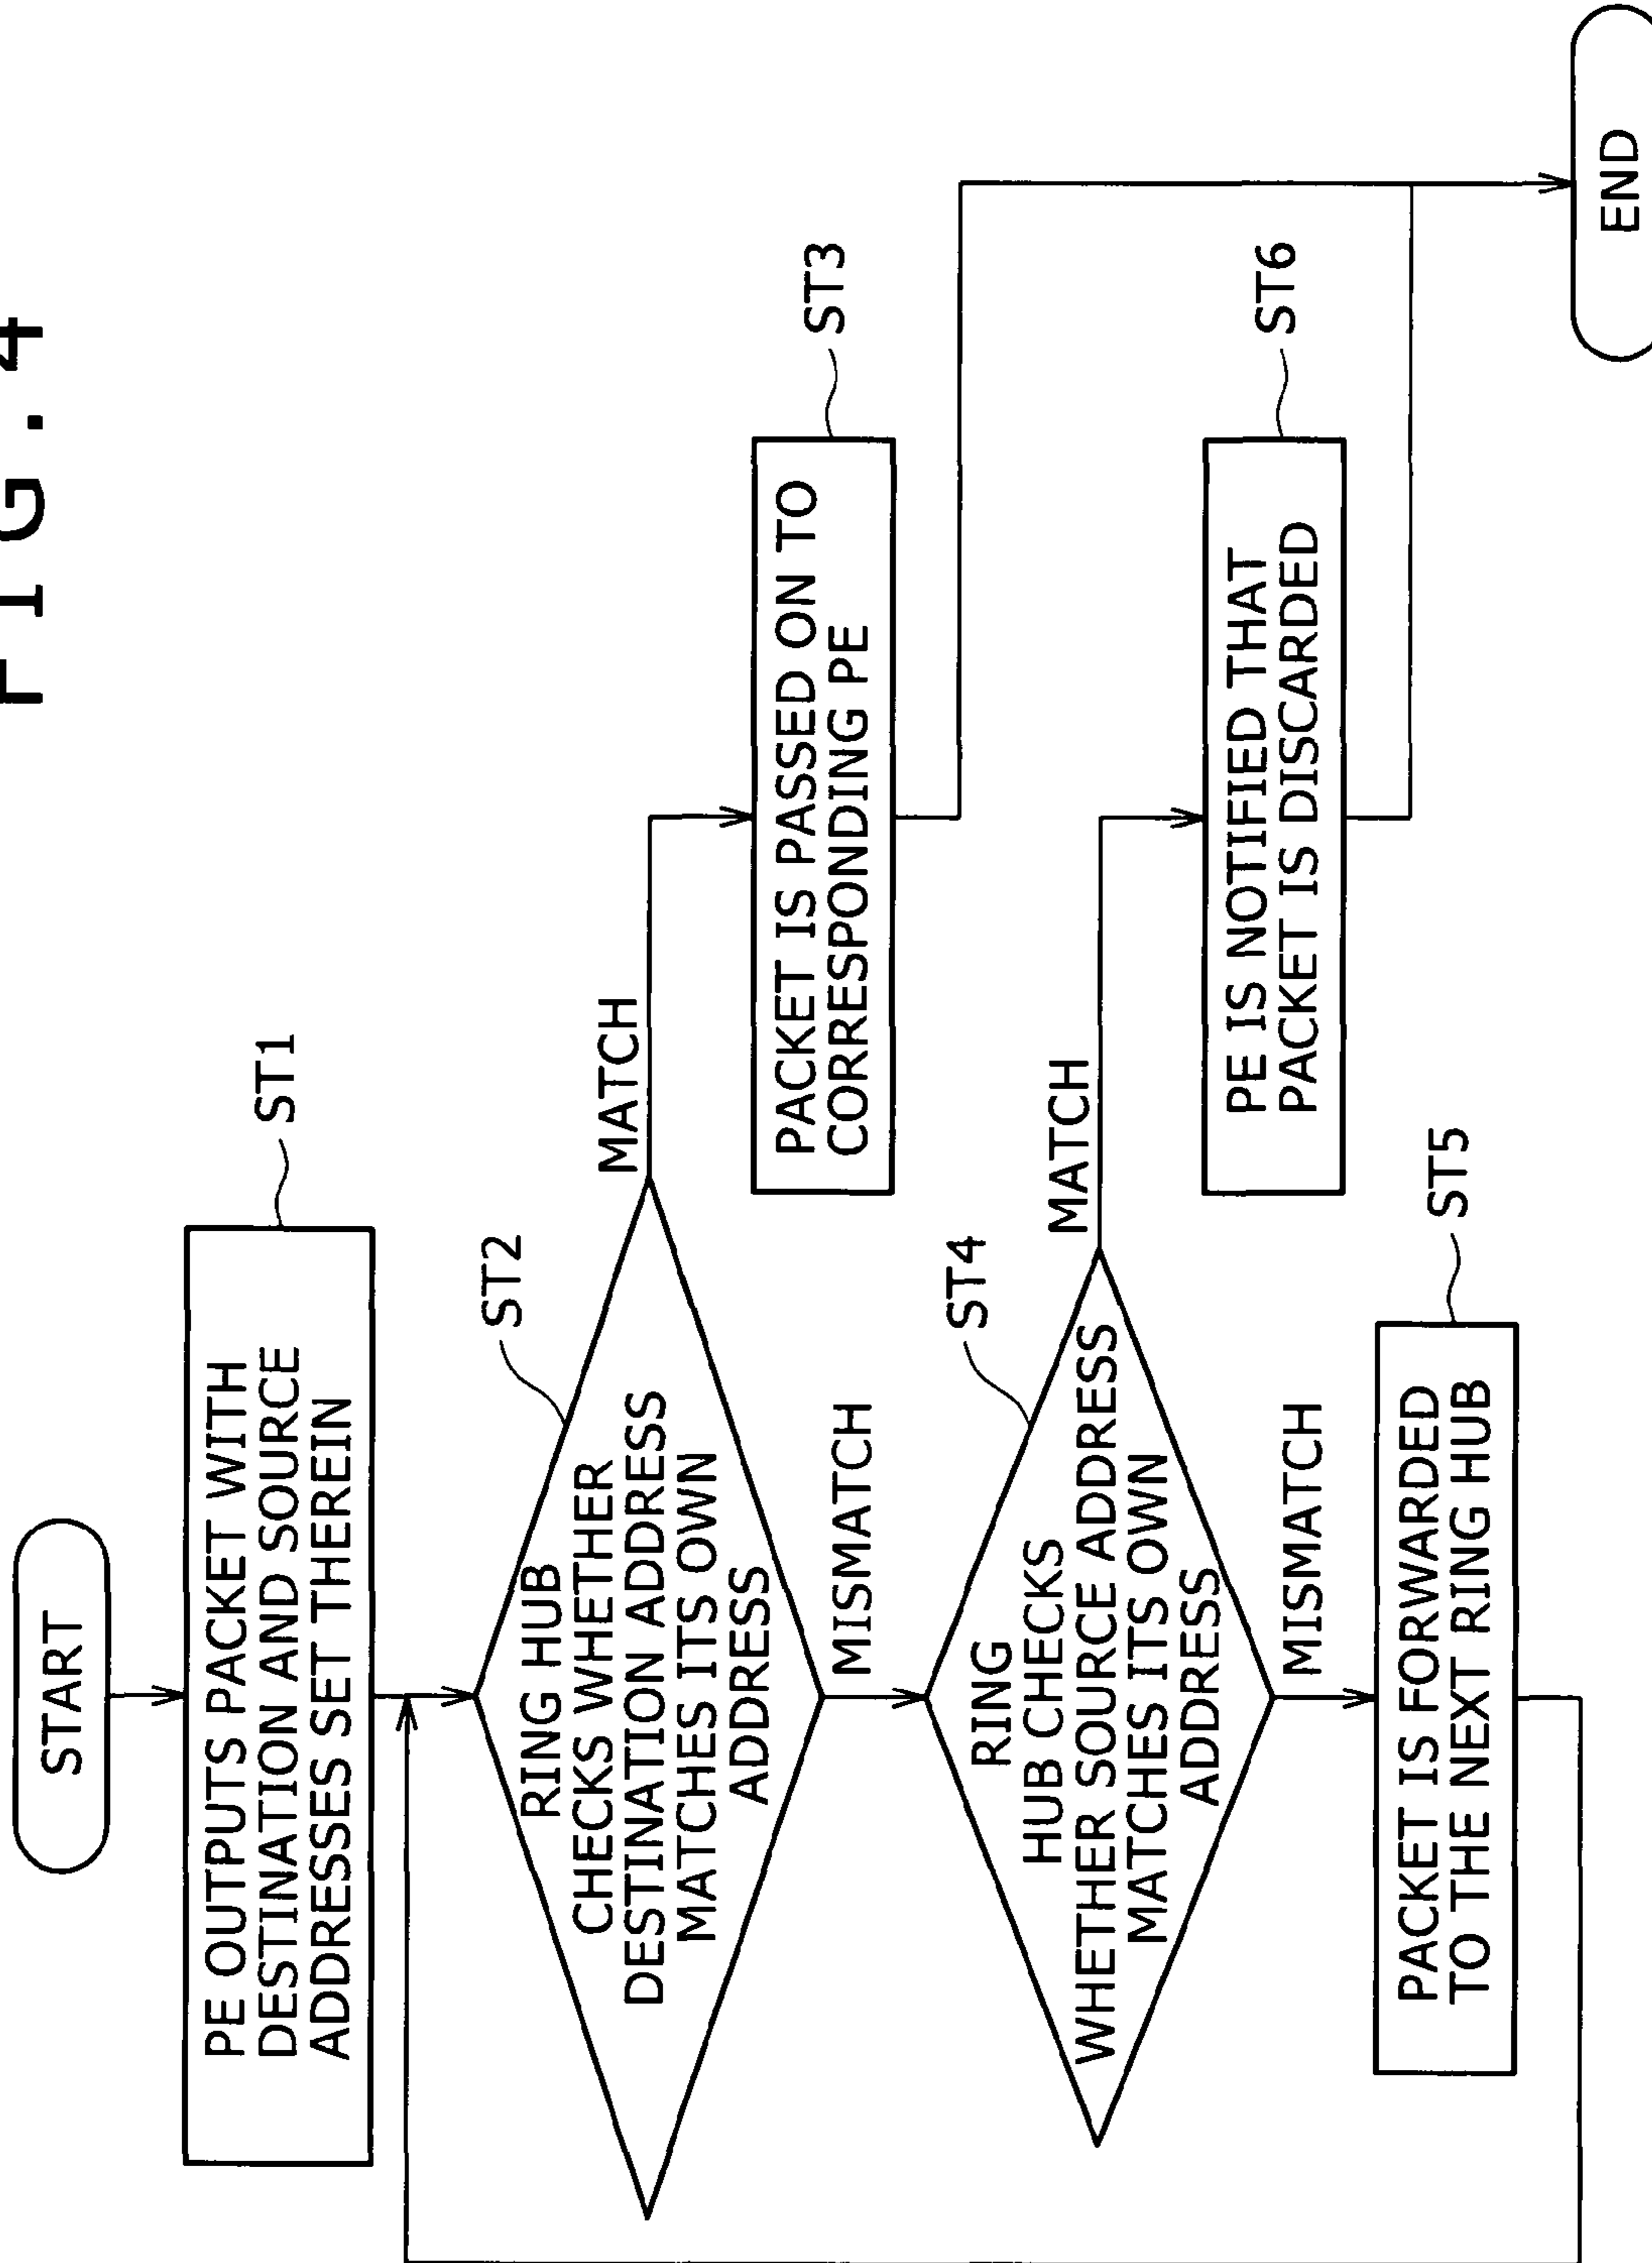 FIG.4
START
PE OUTPUTS PACKET WITH
DESTINATION AND SOURCE
ADDRESSES SET THEREIN
ST1
RING HUB
CHECKS WHETHER
DESTINATION ADDRESS
MATCHES ITS OWN
ADDRESS
ST2
MATCH
PACKET IS PASSED ON TO
CORRESPONDING PE
ST3
MISMATCH
RING
HUB CHECKS
WHETHER SOURCE ADDRESS
MATCHES ITS OWN
ADDRESS
ST4
MATCH
PE IS NOTIFIED THAT
PACKET IS DISCARDED
ST6
MISMATCH
PACKET IS FORWARDED
TO THE NEXT RING HUB
ST5
END